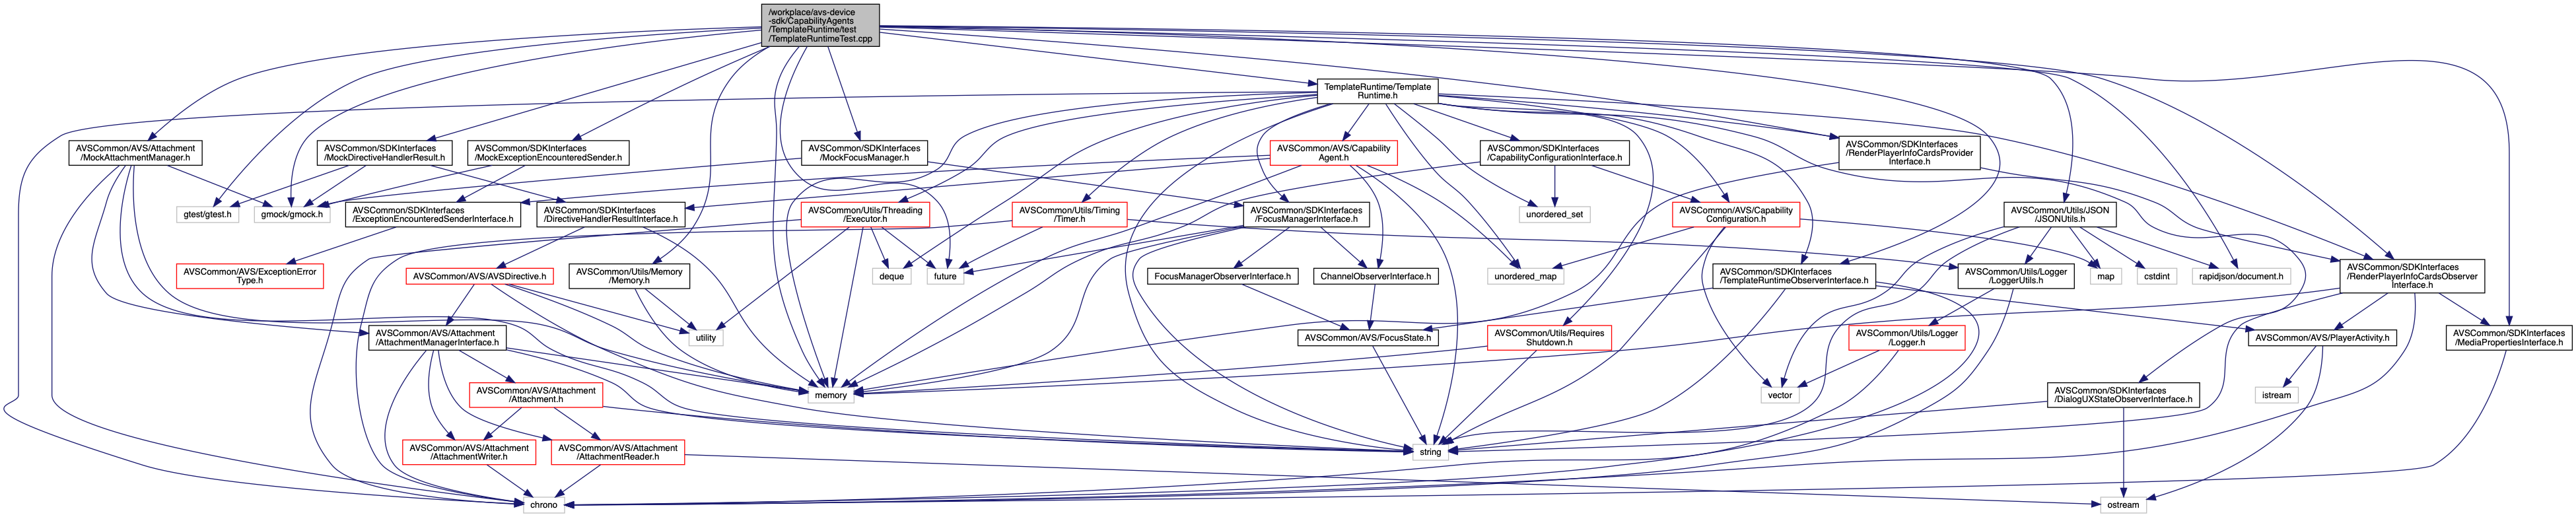 /workplace/avs-device
-sdk/CapabilityAgents
/TemplateRuntime/test
/TemplateRuntimeTest.cpp
TemplateRuntime/Template
Runtime.h
AVSCommon/AVS/Attachment
/MockAttachmentManager.h
AVSCommon/SDKInterfaces
/MockDirectiveHandlerResult.h
AVSCommon/SDKInterfaces
/MockExceptionEncounteredSender.h
AVSCommon/SDKInterfaces
/MockFocusManager.h
AVSCommon/AVS/Capability
Agent.h
AVSCommon/SDKInterfaces
/CapabilityConfigurationInterface.h
AVSCommon/SDKInterfaces
/RenderPlayerInfoCardsProvider
Interface.h
gtest/gtest.h
gmock/gmock.h
AVSCommon/SDKInterfaces
/ExceptionEncounteredSenderInterface.h
AVSCommon/SDKInterfaces
/DirectiveHandlerResultInterface.h
AVSCommon/Utils/Threading
/Executor.h
AVSCommon/Utils/Timing
/Timer.h
AVSCommon/SDKInterfaces
/FocusManagerInterface.h
unordered_set
AVSCommon/AVS/Capability
Configuration.h
AVSCommon/Utils/JSON
/JSONUtils.h
AVSCommon/AVS/ExceptionError
Type.h
AVSCommon/AVS/AVSDirective.h
AVSCommon/Utils/Memory
/Memory.h
deque
future
FocusManagerObserverInterface.h
ChannelObserverInterface.h
unordered_map
AVSCommon/SDKInterfaces
/TemplateRuntimeObserverInterface.h
AVSCommon/Utils/Logger
/LoggerUtils.h
map
cstdint
rapidjson/document.h
AVSCommon/SDKInterfaces
/RenderPlayerInfoCardsObserver
Interface.h
AVSCommon/AVS/Attachment
/AttachmentManagerInterface.h
utility
AVSCommon/AVS/FocusState.h
AVSCommon/Utils/Requires
Shutdown.h
AVSCommon/Utils/Logger
/Logger.h
AVSCommon/AVS/PlayerActivity.h
AVSCommon/SDKInterfaces
/MediaPropertiesInterface.h
AVSCommon/AVS/Attachment
/Attachment.h
memory
vector
AVSCommon/SDKInterfaces
/DialogUXStateObserverInterface.h
istream
AVSCommon/AVS/Attachment
/AttachmentWriter.h
AVSCommon/AVS/Attachment
/AttachmentReader.h
string
chrono
ostream